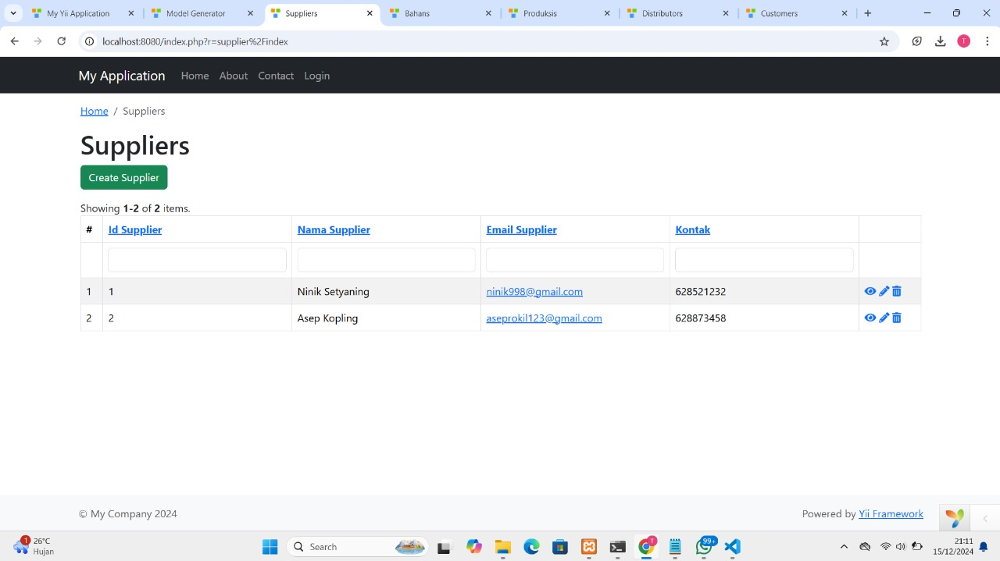 My Yii Application
Model Generator
Suppliers
Bahans
Produksis
Distributors
Customers
localhost:8080/index.php?r=supplier%2Findex
T
My Application
Home
About
Contact
Login
Home / Suppliers
Suppliers
Create Supplier
Showing 1-2 of 2 items.
# Id Supplier Nama Supplier Email Supplier Kontak
1 1 Ninik Setyaning ninik998@gmail.com 628521232
2 2 Asep Kopling aseprokil123@gmail.com 628873458
© My Company 2024
Powered by Yii Framework
1
26°C
Hujan
Search
T
99+
21:11
15/12/2024